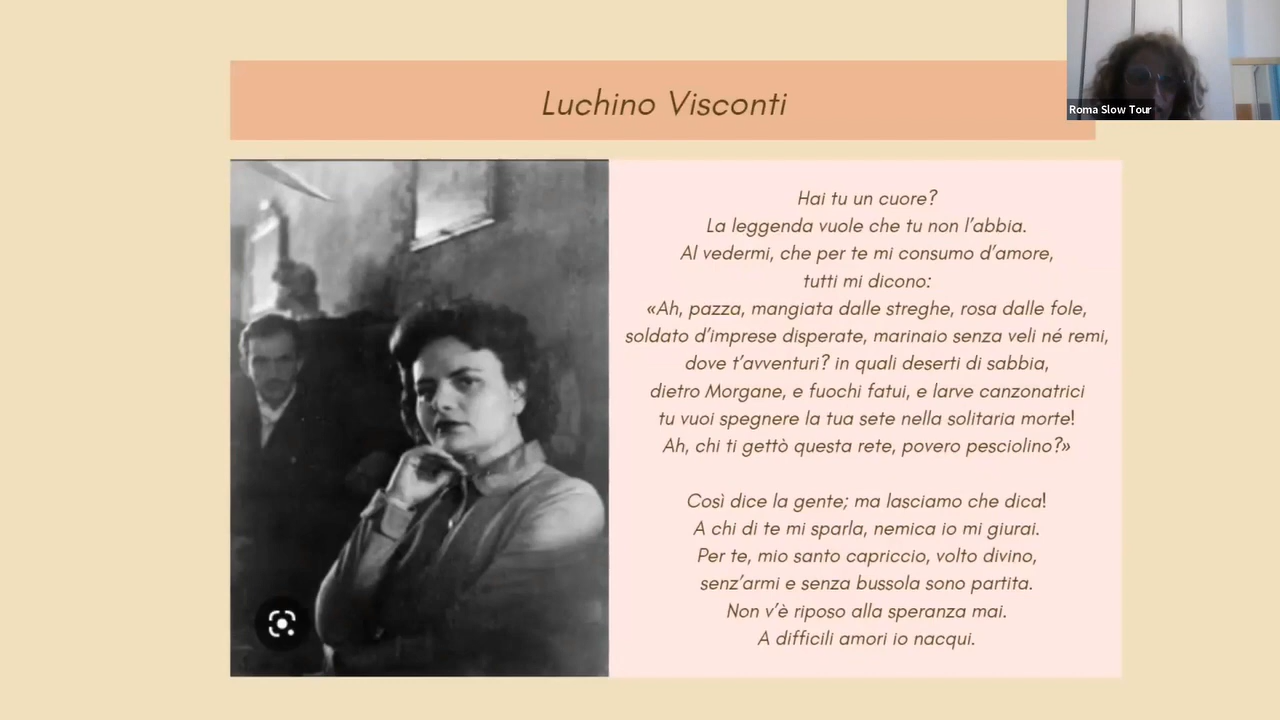 Luchino Visconti
Roma Slow Tour
Hai tu un cuore?
La leggenda vuole che tu non l'abbia.
Al vedermi, che per te mi consumo d'amore,
tutti mi dicono:
«Ah, pazza, mangiata dalle streghe, rosa dalle fole,
soldato d'imprese disperate, marinaio senza veli né remi,
dove t'avventuri? in quali deserti di sabbia,
dietro Morgane, e fuochi fatui, e larve canzonatrici
tu vuoi spegnere la tua sete nella solitaria morte!
Ah, chi ti gettò questa rete, povero pesciolino?»
Così dice la gente; ma lasciamo che dica!
A chi di te mi sparla, nemica io mi giurai.
Per te, mio santo capriccio, volto divino,
senz'armi e senza bussola sono partita.
Non v'è riposo alla speranza mai.
A difficili amori io nacqui.